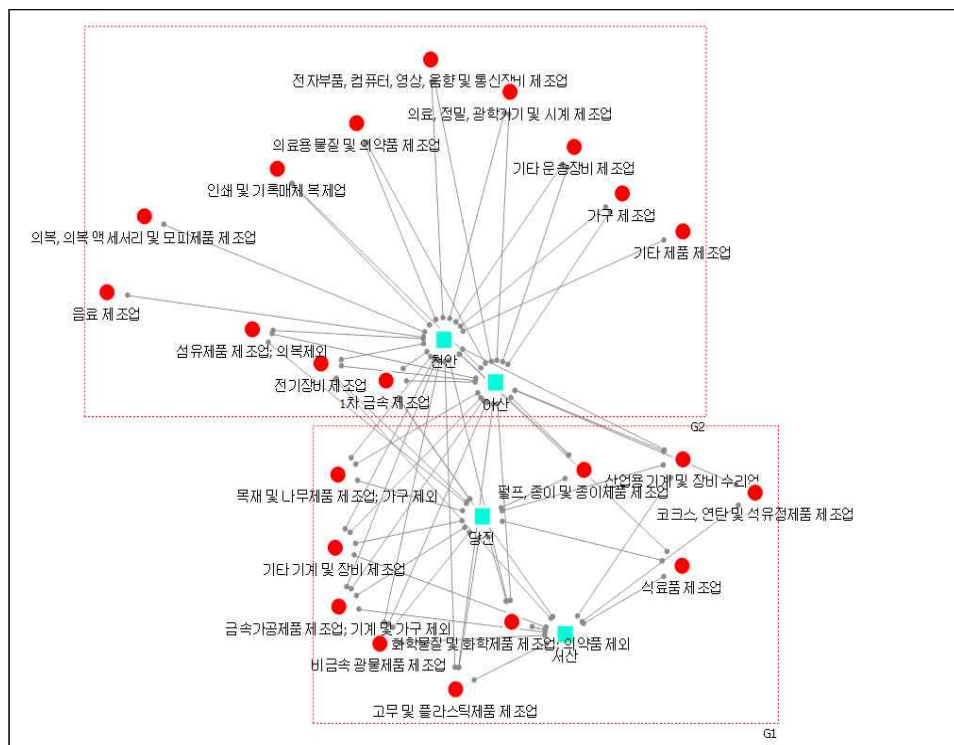 전자부품, 컴퓨터, 영상, 음향 및 통신장비 제조업
의료, 정밀, 광학기기 및 시계 제조업
의료용 물질 및 의약품 제조업
기타 운송장비 제조업
인쇄 및 기록매체 복제업
가구 제조업
의복, 의복 액세서리 및 모피제품 제조업
기타 제품 제조업
음료 제조업
섬유제품 제조업; 의복제외
천안
전기장비 제조업
아산
1차 금속 제조업
G2
산업용 기계 및 장비 수리업
펄프, 종이 및 종이제품 제조업
목재 및 나무제품 제조업; 가구 제외
코크스, 연탄 및 석유정제품 제조업
당진
기타 기계 및 장비 제조업
식료품 제조업
금속가공제품 제조업; 기계 및 가구 제외
화학물질 및 화학제품 제조업; 의약품 제외
서산
비금속 광물제품 제조업
고무 및 플라스틱제품 제조업
G1